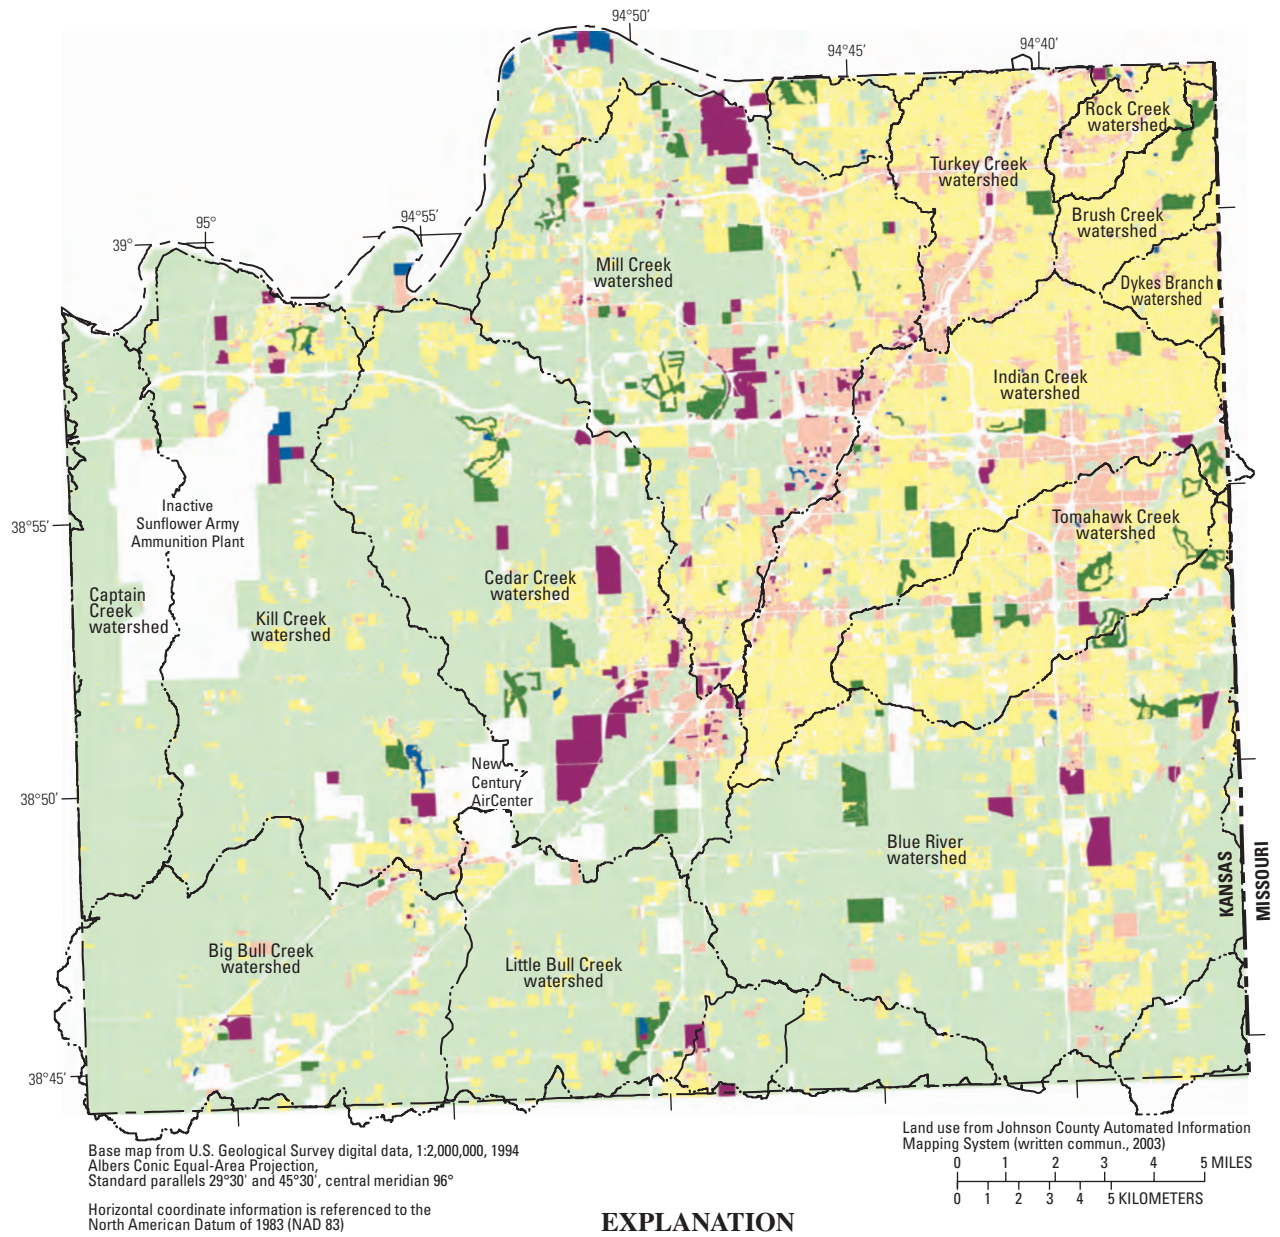 94°50′
94°45′
94°40′
95°
94°55′
39°
38°55′
38°50′
38°45′
Rock Creek
watershed
Turkey Creek
watershed
Brush Creek
watershed
Dykes Branch
watershed
Mill Creek
watershed
Indian Creek
watershed
Inactive
Sunflower Army
Ammunition Plant
Tomahawk Creek
watershed
Cedar Creek
watershed
Captain
Creek
watershed
Kill Creek
watershed
New
Century
AirCenter
Blue River
watershed
KANSAS
MISSOURI
Big Bull Creek
watershed
Little Bull Creek
watershed
Base map from U.S. Geological Survey digital data, 1:2,000,000, 1994
Albers Conic Equal-Area Projection,
Standard parallels 29°30' and 45°30', central meridian 96°
Horizontal coordinate information is referenced to the
North American Datum of 1983 (NAD 83)
Land use from Johnson County Automated Information
Mapping System (written commun., 2003)
0 1 2 3 4 5 MILES
0 1 2 3 4 5 KILOMETERS
EXPLANATION